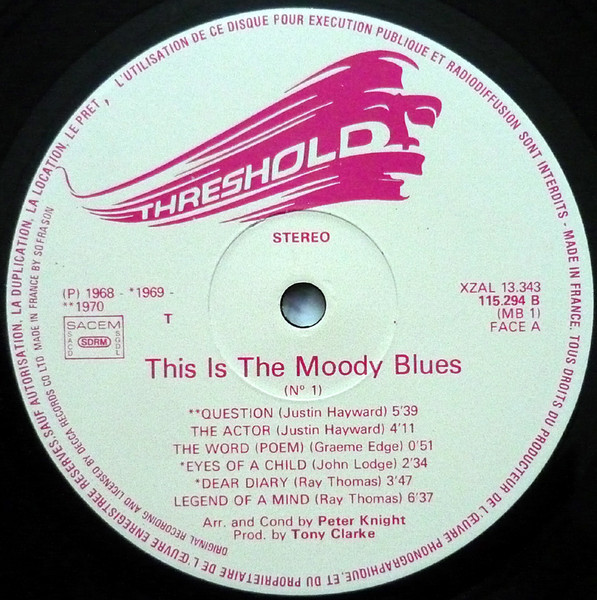 L'UTILISATION DE CE DISQUE POUR EXECUTION PUBLIQUE ET RADIODIFFUSION SONT INTERDITS - MADE IN FRANCE. TOUS DROITS DU PRODUCTEUR DE L'ŒUVRE PHONOGRAPHIQUE, ET DU PROPRIETAIRE DE L'ŒUVRE ENREGISTREE RESERVES. SAUF AUTORISATION, LA DUPLICATION, LA LOCATION, LE PRET,
ORIGINAL RECORDING AND LICENSED BY DECCA RECORDS CO LTD MADE IN FRANCE BY SOFRASON
THRESHOLD
STEREO
(P) 1968 - *1969 -
**1970
T
SACEM
SACD
SDRM
SGDL
XZAL 13.343
115.294 B
(MB 1)
FACE A
This Is The Moody Blues
(Nº 1)
**QUESTION (Justin Hayward) 5'39
THE ACTOR (Justin Hayward) 4'11
THE WORD (POEM) (Graeme Edge) 0'51
*EYES OF A CHILD (John Lodge) 2'34
*DEAR DIARY (Ray Thomas) 3'47
LEGEND OF A MIND (Ray Thomas) 6'37
Arr. and Cond by Peter Knight
Prod. by Tony Clarke